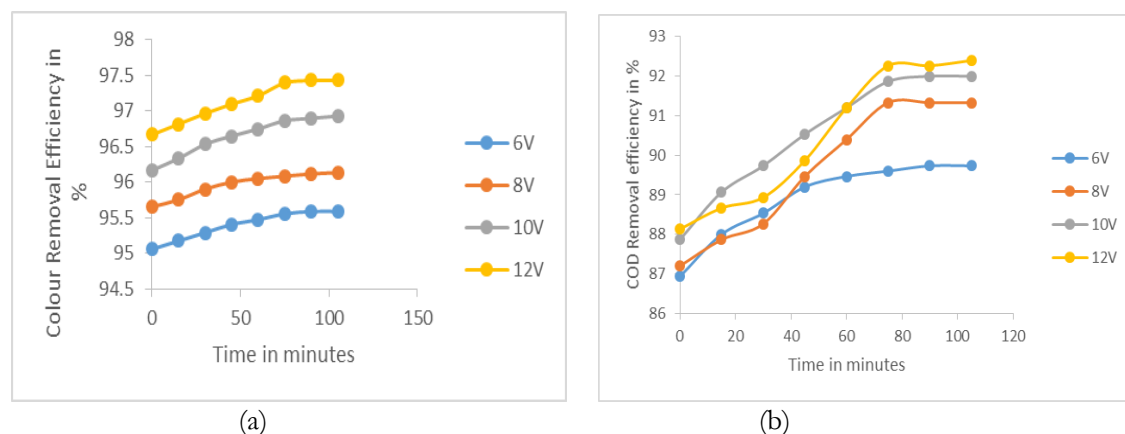 98
97.5
97
96.5
96
95.5
95
94.5
0 50 100 150
Colour Removal Efficiency in
%
Time in minutes
6V
8V
10V
12V
(a)
93
92
91
90
89
88
87
86
0 20 40 60 80 100 120
COD Removal efficiency in %
Time in minutes
6V
8V
10V
12V
(b)